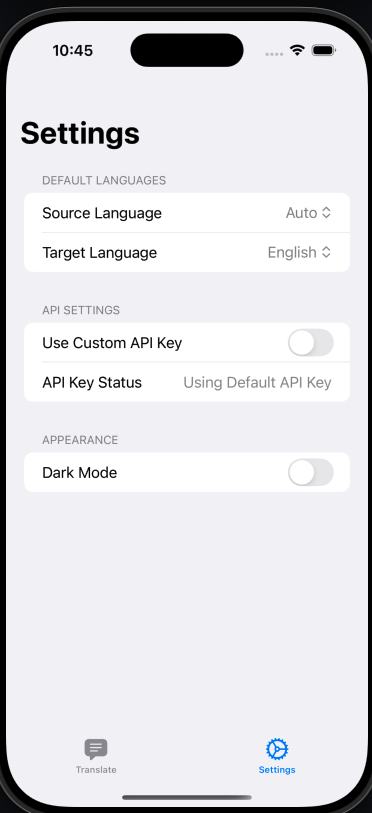 10:45
Settings
DEFAULT LANGUAGES
Source Language Auto
Target Language English
API SETTINGS
Use Custom API Key
API Key Status Using Default API Key
APPEARANCE
Dark Mode
Translate Settings